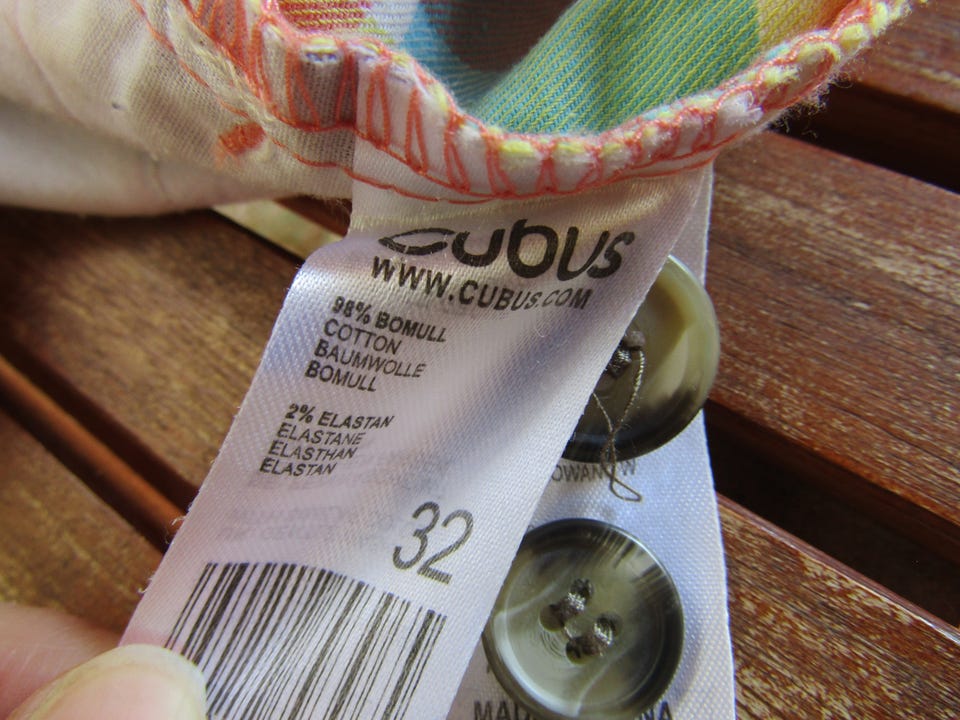 CUBUS
WWW.CUBUS.COM
98% BOMULL
COTTON
BAUMWOLLE
BOMULL
2% ELASTAN
ELASTANE
ELASTHAN
ELASTAN
32